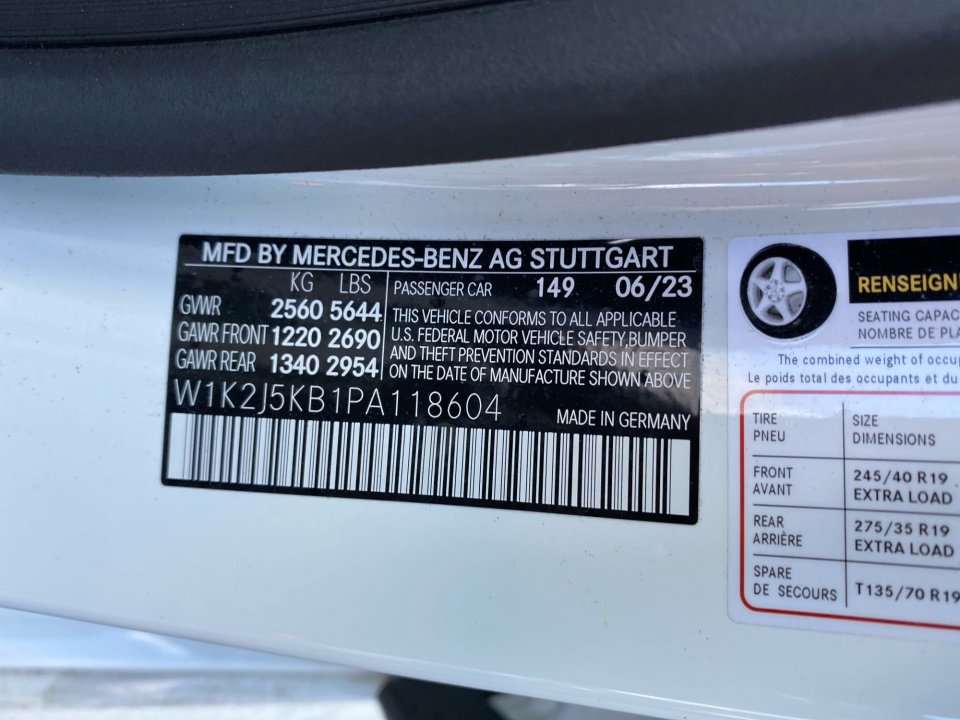 MFD BY MERCEDES-BENZ AG STUTTGART
KG LBS
GVWR 2560 5644
GAWR FRONT 1220 2690
GAWR REAR 1340 2954
PASSENGER CAR 149 06/23
THIS VEHICLE CONFORMS TO ALL APPLICABLE
U.S. FEDERAL MOTOR VEHICLE SAFETY,BUMPER
AND THEFT PREVENTION STANDARDS IN EFFECT
ON THE DATE OF MANUFACTURE SHOWN ABOVE
W1K2J5KB1PA118604
MADE IN GERMANY
RENSEIGN
SEATING CAPAC
NOMBRE DE PLA
The combined weight of occup
Le poids total des occupants et du
TIRE
PNEU
SIZE
DIMENSIONS
FRONT
AVANT
245/40 R19
EXTRA LOAD
REAR
ARRIÈRE
275/35 R19
EXTRA LOAD
SPARE
DE SECOURS
T135/70 R19